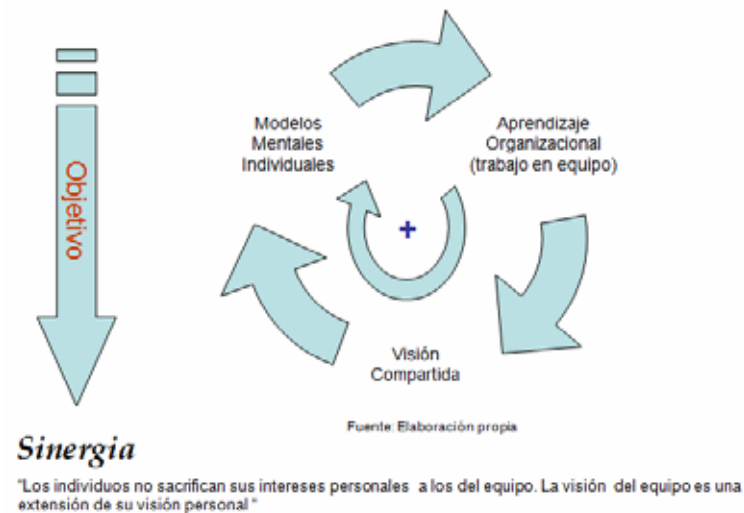 Objetivo
Modelos
Mentales
Individuales
Aprendizaje
Organizacional
(trabajo en equipo)
+
Visión
Compartida
Fuente: Elaboración propia
Sinergia
"Los individuos no sacrifican sus intereses personales a los del equipo. La visión del equipo es una
extensión de su visión personal"